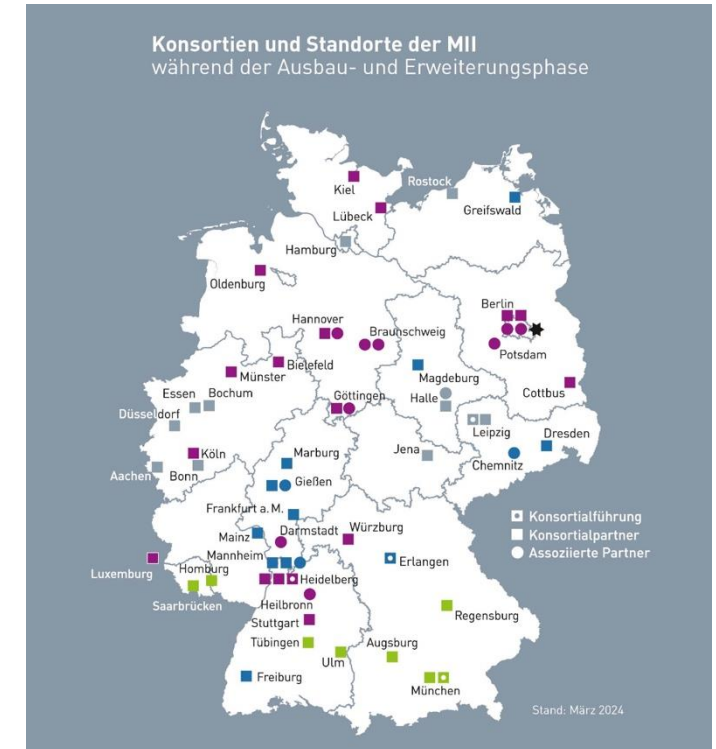 Konsortien und Standorte der MII
während der Ausbau- und Erweiterungsphase
Kiel
Rostock
Lübeck
Greifswald
Hamburg
Oldenburg
Berlin
Hannover
Braunschweig
Potsdam
Bielefeld
Münster
Magdeburg
Essen
Bochum
Göttingen
Halle
Cottbus
Düsseldorf
Leipzig
Dresden
Köln
Marburg
Jena
Chemnitz
Aachen
Bonn
Gießen
Frankfurt a. M.
Konsortialführung
Mainz
Darmstadt
Würzburg
Konsortialpartner
Assoziierte Partner
Mannheim
Erlangen
Luxemburg
Homburg
Heidelberg
Saarbrücken
Heilbronn
Regensburg
Stuttgart
Tübingen
Augsburg
Ulm
Freiburg
München
Stand: März 2024